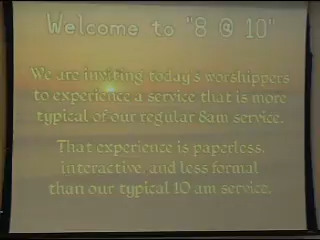 Welcome to "8 @ 10"
We are inviting today's worshippers
to experience a service that is more
typical of our regular 8am service.
That experience is paperless,
interactive, and less formal
than our typical 10 am service.